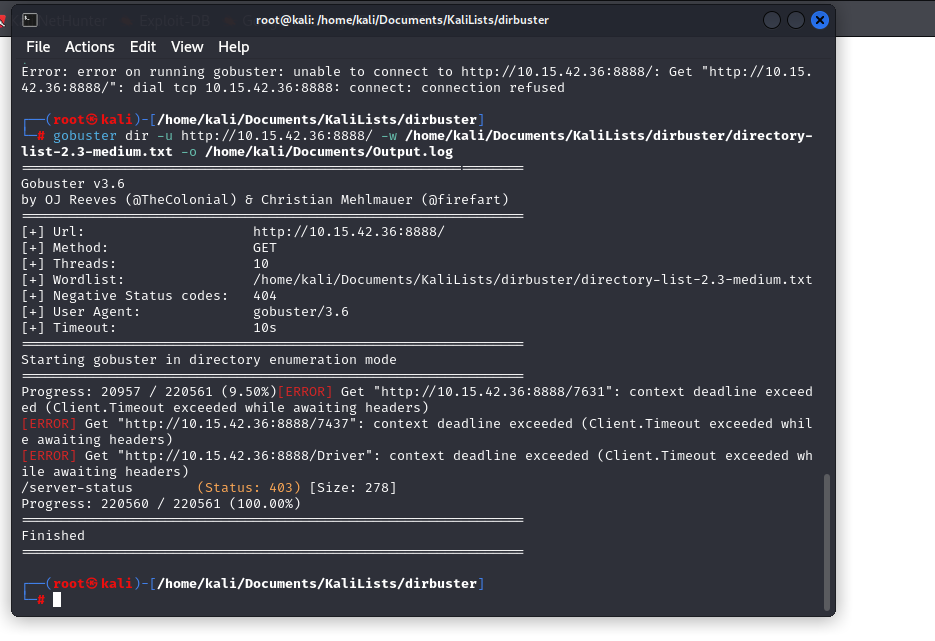 NetHunter Exploit-DB
root@kali: /home/kali/Documents/KaliLists/dirbuster
File Actions Edit View Help
Error: error on running gobuster: unable to connect to http://10.15.42.36:8888/: Get "http://10.15.
42.36:8888/": dial tcp 10.15.42.36:8888: connect: connection refused
┌──(root㉿kali)-[/home/kali/Documents/KaliLists/dirbuster]
└─# gobuster dir -u http://10.15.42.36:8888/ -w /home/kali/Documents/KaliLists/dirbuster/directory-
list-2.3-medium.txt -o /home/kali/Documents/Output.log
===============================================================
Gobuster v3.6
by OJ Reeves (@TheColonial) & Christian Mehlmauer (@firefart)
===============================================================
[+] Url:                     http://10.15.42.36:8888/
[+] Method:                  GET
[+] Threads:                 10
[+] Wordlist:                /home/kali/Documents/KaliLists/dirbuster/directory-list-2.3-medium.txt
[+] Negative Status codes:   404
[+] User Agent:              gobuster/3.6
[+] Timeout:                 10s
===============================================================
Starting gobuster in directory enumeration mode
===============================================================
Progress: 20957 / 220561 (9.50%)[ERROR] Get "http://10.15.42.36:8888/7631": context deadline exceed
ed (Client.Timeout exceeded while awaiting headers)
[ERROR] Get "http://10.15.42.36:8888/7437": context deadline exceeded (Client.Timeout exceeded whil
e awaiting headers)
[ERROR] Get "http://10.15.42.36:8888/Driver": context deadline exceeded (Client.Timeout exceeded wh
ile awaiting headers)
/server-status        (Status: 403) [Size: 278]
Progress: 220560 / 220561 (100.00%)
===============================================================
Finished
===============================================================
┌──(root㉿kali)-[/home/kali/Documents/KaliLists/dirbuster]
└─#